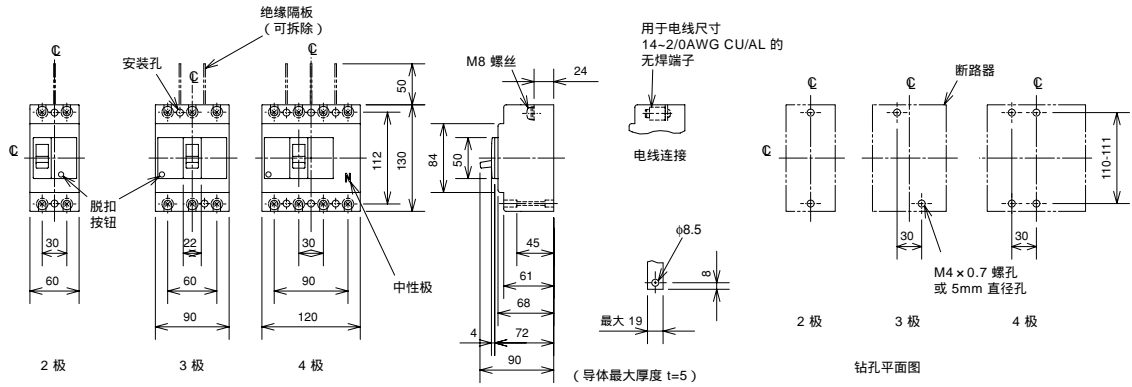 绝缘隔板
（可拆除）
安装孔
℄
℄
℄
℄
脱扣
按钮
30
60
2 极
22
60
90
3 极
N
中性极
30
90
120
4 极
50
112
130
84
50
M8 螺丝
24
45
61
68
4
72
90
用于电线尺寸
14~2/0AWG CU/AL 的
无焊端子
电线连接
φ8.5
8
最大 19
（导体最大厚度 t=5）
℄
℄
℄
℄
断路器
110-111
30
30
M4 × 0.7 螺孔
或 5mm 直径孔
2 极
3 极
4 极
钻孔平面图